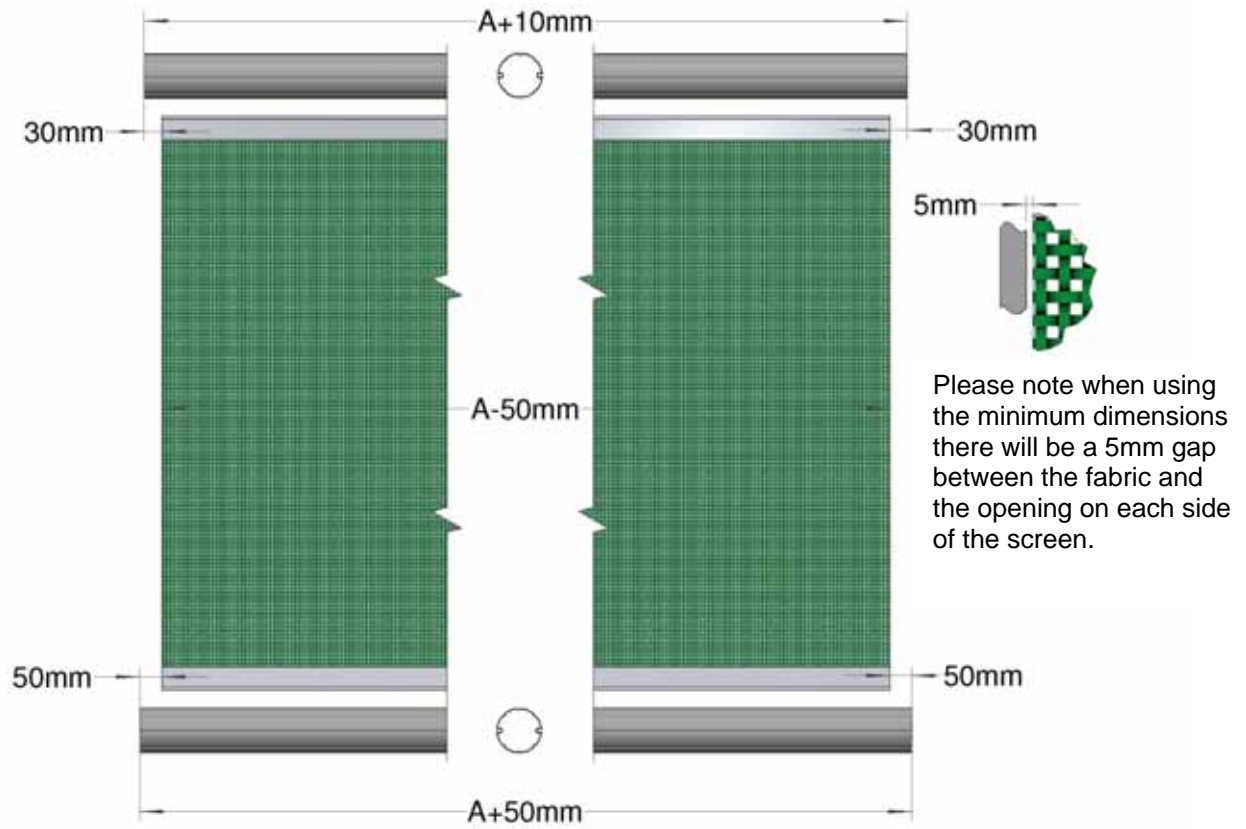 A+10mm
30mm
30mm
5mm
A-50mm
Please note when using
the minimum dimensions
there will be a 5mm gap
between the fabric and
the opening on each side
of the screen.
50mm
50mm
A+50mm